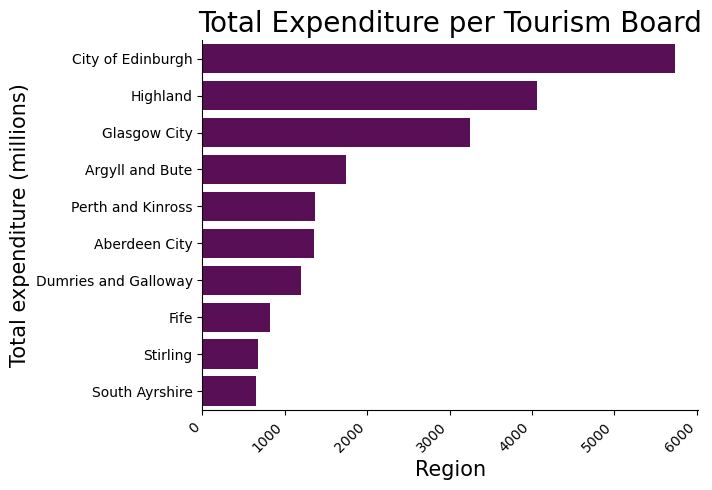 Total Expenditure per Tourism Board
Total expenditure (millions)
City of Edinburgh
Highland
Glasgow City
Argyll and Bute
Perth and Kinross
Aberdeen City
Dumries and Galloway
Fife
Stirling
South Ayrshire
0 1000 2000 3000 4000 5000 6000
Region